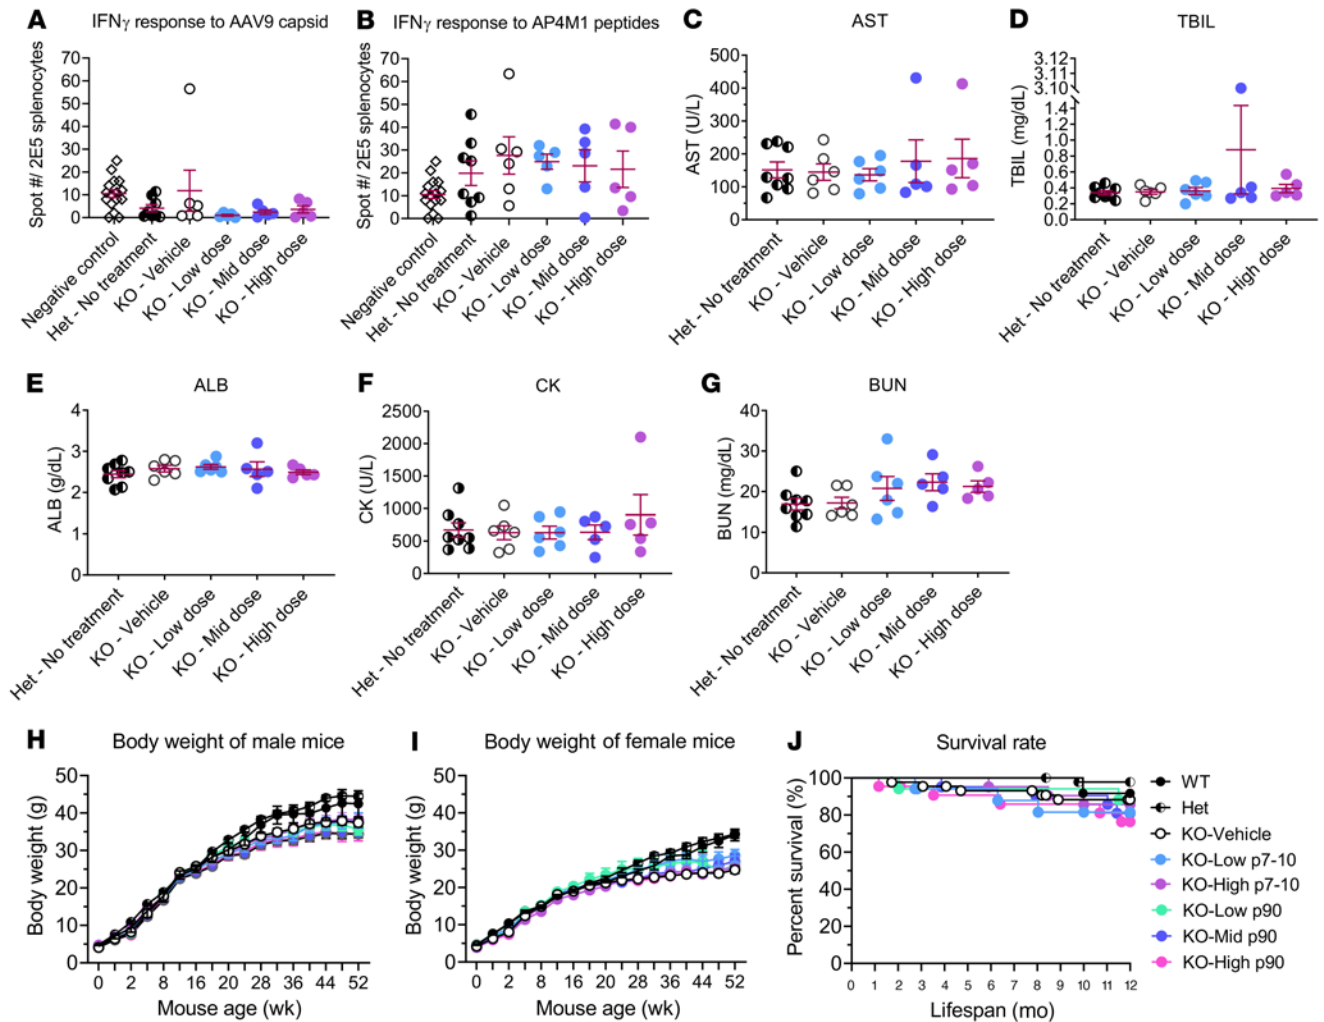 A IFNγ response to AAV9 capsid
Spot #/ 2E5 splenocytes
70
60
50
40
30
20
10
0
Negative control
Het - No treatment
KO - Vehicle
KO - Low dose
KO - Mid dose
KO - High dose
B IFNγ response to AP4M1 peptides
Spot #/ 2E5 splenocytes
70
60
50
40
30
20
10
0
Negative control
Het - No treatment
KO - Vehicle
KO - Low dose
KO - Mid dose
KO - High dose
C AST
AST (U/L)
500
400
300
200
100
0
Het - No treatment
KO - Vehicle
KO - Low dose
KO - Mid dose
KO - High dose
D TBIL
TBIL (mg/dL)
3.12
3.11
3.10
1.4
1.2
1.0
0.8
0.6
0.4
0.2
0.0
Het - No treatment
KO - Vehicle
KO - Low dose
KO - Mid dose
KO - High dose
E ALB
ALB (g/dL)
4
3
2
1
0
Het - No treatment
KO - Vehicle
KO - Low dose
KO - Mid dose
KO - High dose
F CK
CK (U/L)
2500
2000
1500
1000
500
0
Het - No treatment
KO - Vehicle
KO - Low dose
KO - Mid dose
KO - High dose
G BUN
BUN (mg/dL)
40
30
20
10
0
Het - No treatment
KO - Vehicle
KO - Low dose
KO - Mid dose
KO - High dose
H Body weight of male mice
Body weight (g)
50
40
30
20
10
0
0 2 8 12 16 20 28 36 44 52
Mouse age (wk)
I Body weight of female mice
Body weight (g)
50
40
30
20
10
0
0 2 8 12 16 20 28 36 44 52
Mouse age (wk)
J Survival rate
Percent survival (%)
100
80
60
40
20
0
0 1 2 3 4 5 6 7 8 9 10 11 12
Lifespan (mo)
WT
Het
KO-Vehicle
KO-Low p7-10
KO-High p7-10
KO-Low p90
KO-Mid p90
KO-High p90